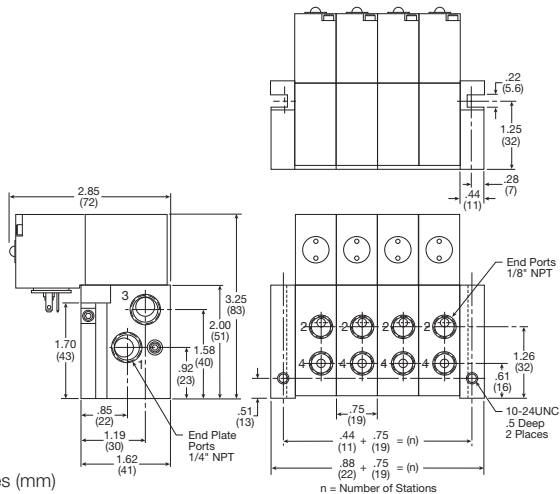 .22
(5.6)
1.25
(32)
.28
(7)
.44
(11)
2.85
(72)
3
1
1.70
(43)
.92
(23)
1.58
(40)
2.00
(51)
3.25
(83)
.85
(22)
1.19
(30)
1.62
(41)
End Plate
Ports
1/4" NPT
End Ports
1/8" NPT
2 2 2 2
4 4 4 4
1.26
(32)
.61
(16)
.51
(13)
.75
(19)
10-24UNC
.5 Deep
2 Places
.44 + .75 = (n)
(11) (19)
.88 + .75 = (n)
(22) (19)
n = Number of Stations
es (mm)